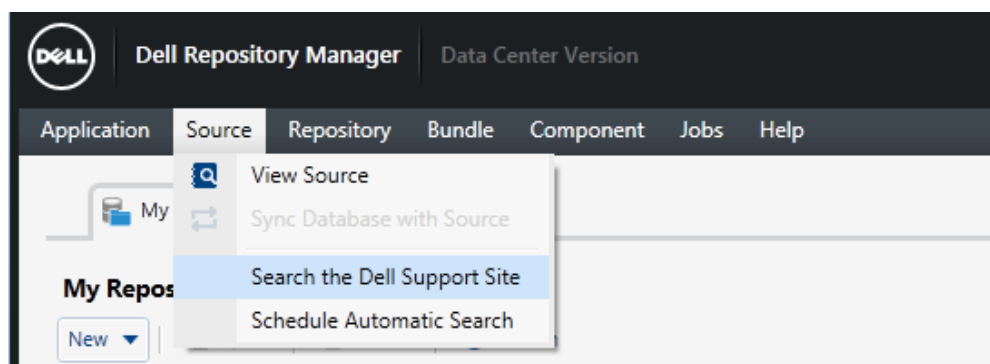 DELL Dell Repository Manager Data Center Version
Application Source Repository Bundle Component Jobs Help
View Source
My
Sync Database with Source
Search the Dell Support Site
My Repos
Schedule Automatic Search
New